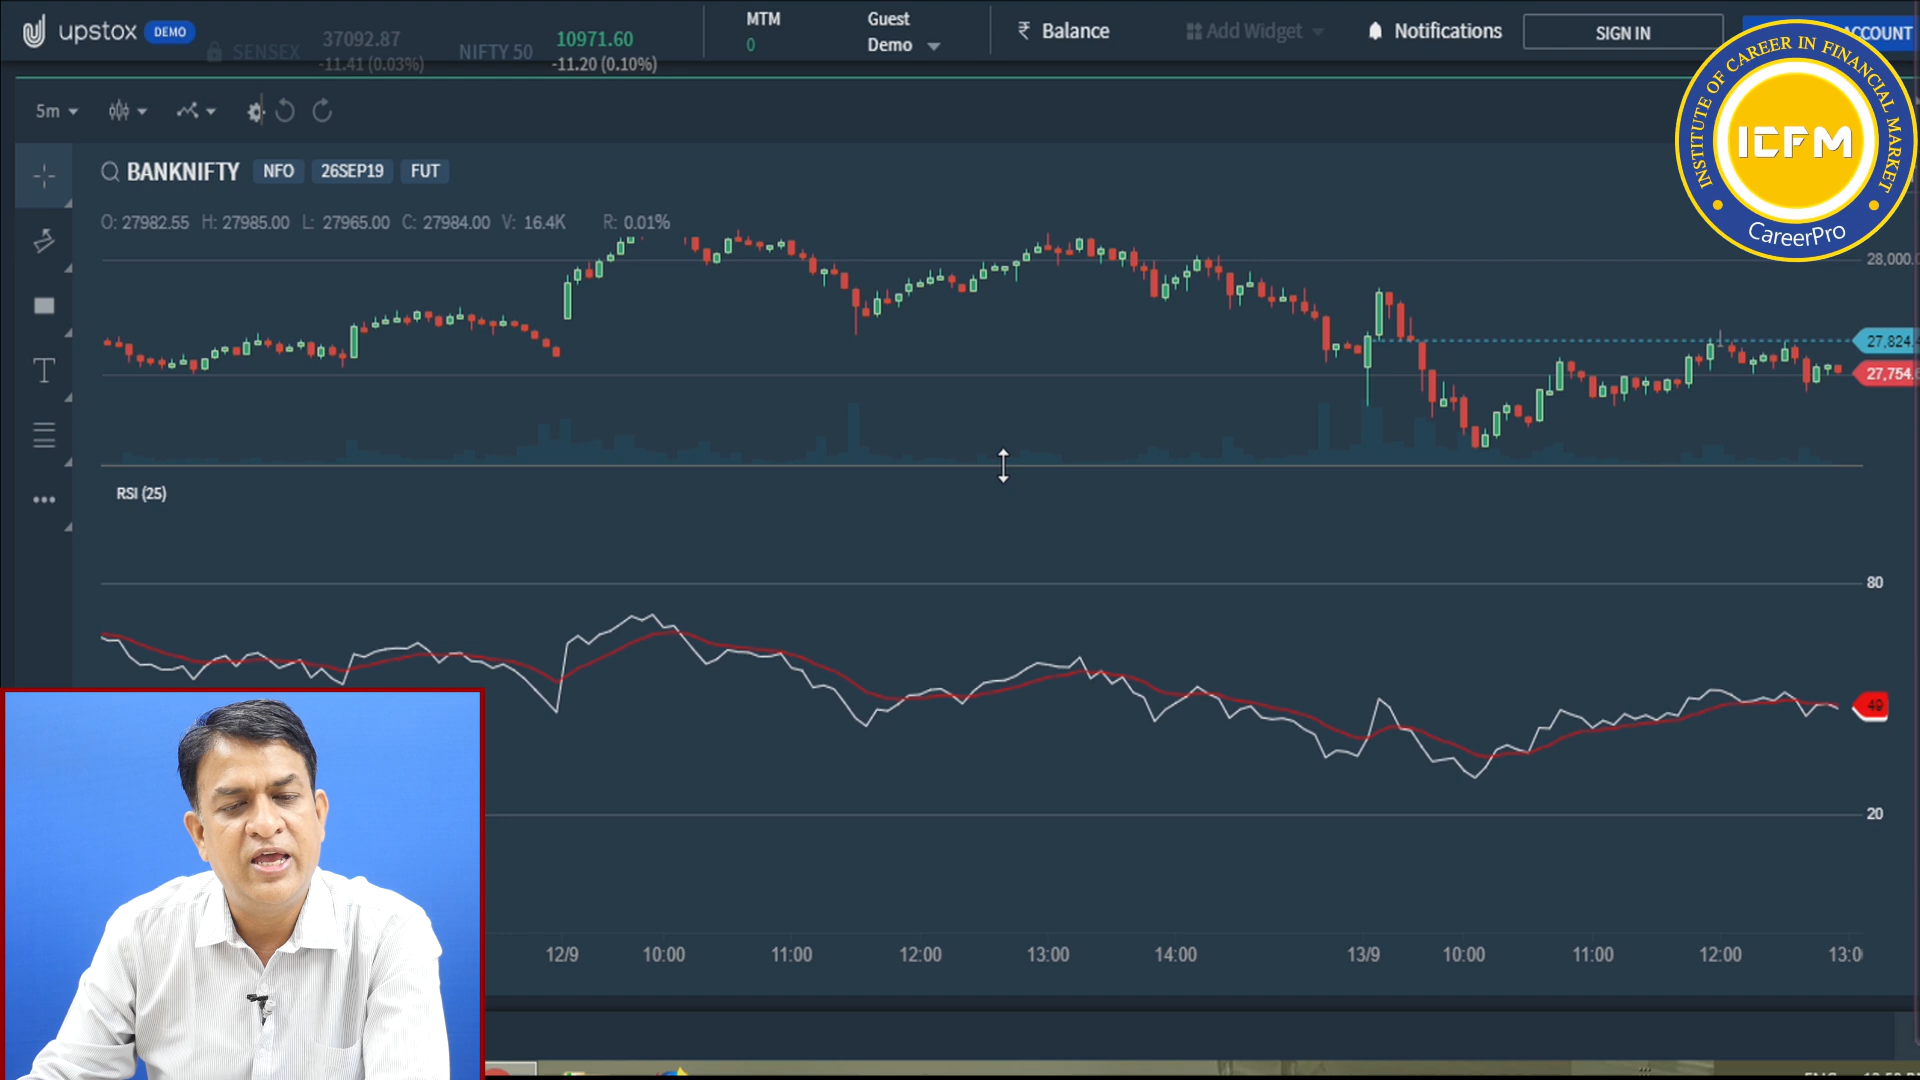 upstox DEMO
SENSEX 37092.87
-11.41 (0.03%)
NIFTY 50 10971.60
-11.20 (0.10%)
MTM
0
Guest
Demo
₹ Balance
Add Widget
Notifications
SIGN IN
INSTITUTE OF CAREER IN FINANCIAL MARKET
ICFM
CareerPro
5m
BANKNIFTY NFO 26SEP19 FUT
O: 27982.55 H: 27985.00 L: 27965.00 C: 27984.00 V: 16.4K R: 0.01%
28,000.
27,824.
27,754.
T
RSI (25)
80
49
20
12/9 10:00 11:00 12:00 13:00 14:00 13/9 10:00 11:00 12:00 13:0